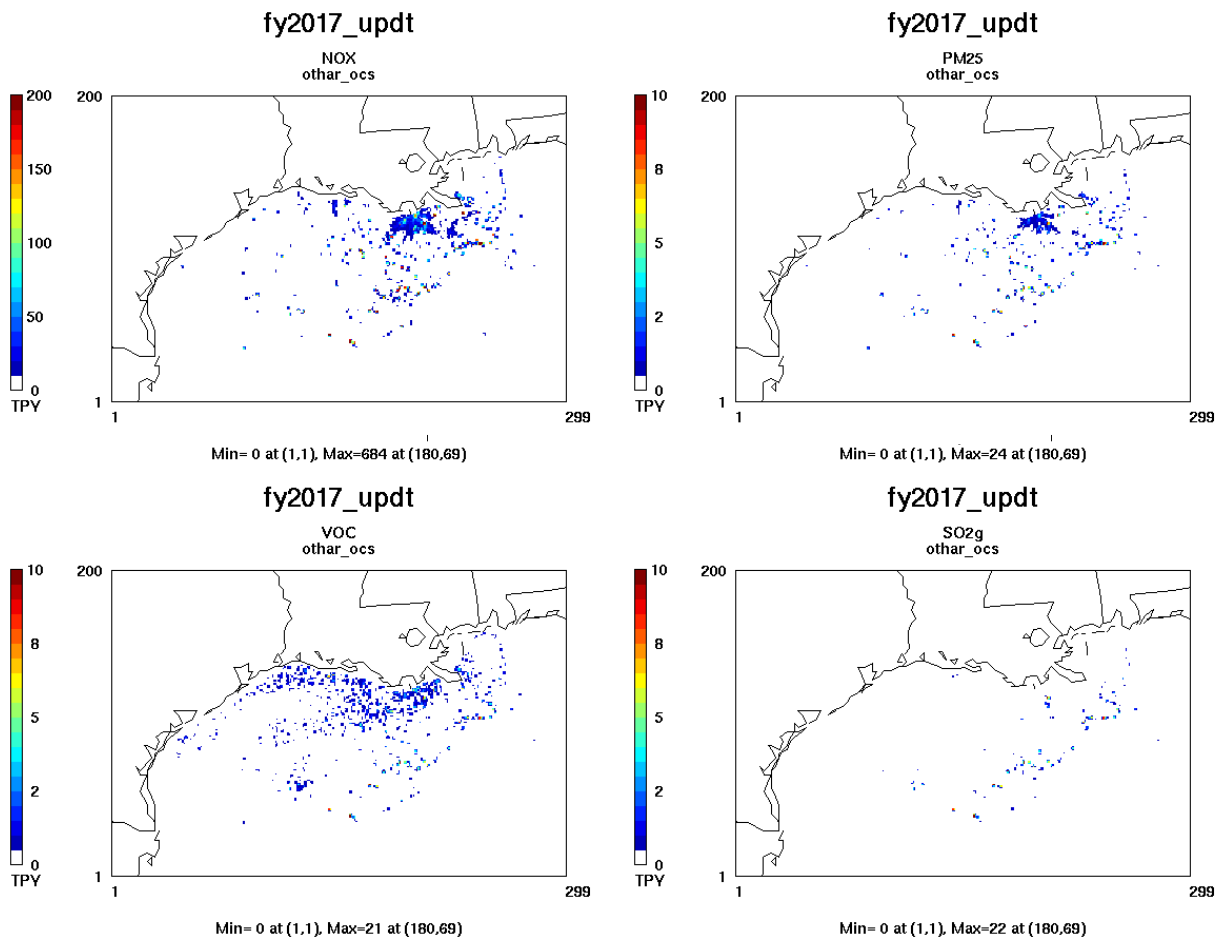 fy2017_updt
NOX
othar_ocs
200
150
100
50
0
TPY
200
1
1
299
Min= 0 at (1,1), Max=684 at (180,69)
fy2017_updt
PM25
othar_ocs
10
8
5
2
0
TPY
200
1
1
299
Min= 0 at (1,1), Max=24 at (180,69)
fy2017_updt
VOC
othar_ocs
10
8
5
2
0
TPY
200
1
1
299
Min= 0 at (1,1), Max=21 at (180,69)
fy2017_updt
SO2g
othar_ocs
10
8
5
2
0
TPY
200
1
1
299
Min= 0 at (1,1), Max=22 at (180,69)